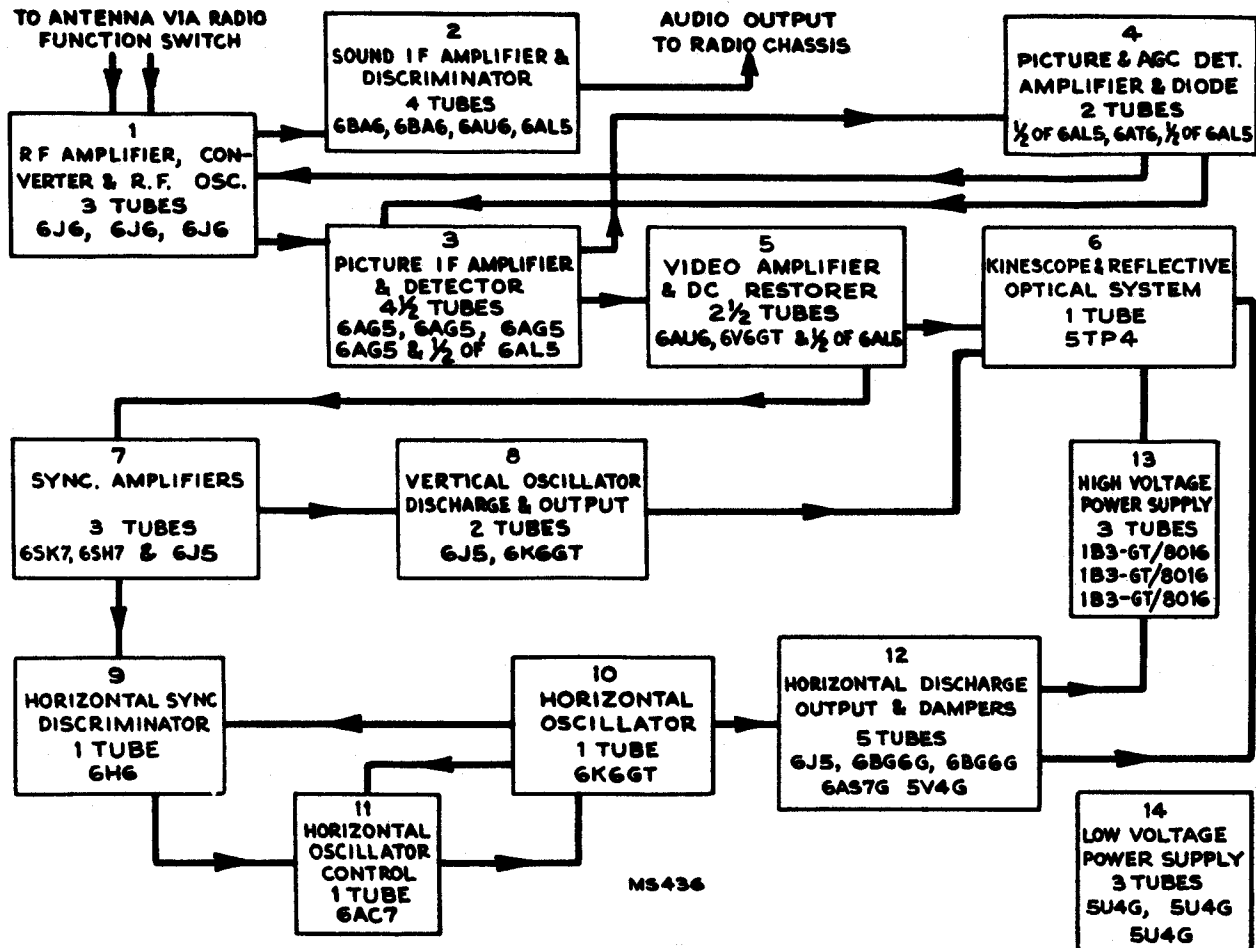 TO ANTENNA VIA RADIO
FUNCTION SWITCH
1
RF AMPLIFIER, CON-
VERTER & R.F. OSC.
3 TUBES
6J6, 6J6, 6J6
2
SOUND IF AMPLIFIER &
DISCRIMINATOR
4 TUBES
6BA6, 6BA6, 6AU6, 6AL5
AUDIO OUTPUT
TO RADIO CHASSIS
4
PICTURE & AGC DET.
AMPLIFIER & DIODE
2 TUBES
½ OF 6AL5, 6AT6, ½ OF 6AL5
3
PICTURE IF AMPLIFIER
& DETECTOR
4½ TUBES
6AG5, 6AG5, 6AG5
6AG5 & ½ OF 6AL5
5
VIDEO AMPLIFIER
& DC RESTORER
2½ TUBES
6AU6, 6V6GT & ½ OF 6AL5
6
KINESCOPE & REFLECTIVE
OPTICAL SYSTEM
1 TUBE
5TP4
7
SYNC. AMPLIFIERS
3 TUBES
6SK7, 6SH7 & 6J5
8
VERTICAL OSCILLATOR
DISCHARGE & OUTPUT
2 TUBES
6J5, 6K6GT
13
HIGH VOLTAGE
POWER SUPPLY
3 TUBES
1B3-GT/8016
1B3-GT/8016
1B3-GT/8016
9
HORIZONTAL SYNC
DISCRIMINATOR
1 TUBE
6H6
10
HORIZONTAL
OSCILLATOR
1 TUBE
6K6GT
12
HORIZONTAL DISCHARGE
OUTPUT & DAMPERS
5 TUBES
6J5, 6BG6G, 6BG6G
6AS7G 5V4G
11
HORIZONTAL
OSCILLATOR
CONTROL
1 TUBE
6AC7
MS436
14
LOW VOLTAGE
POWER SUPPLY
3 TUBES
5U4G, 5U4G
5U4G